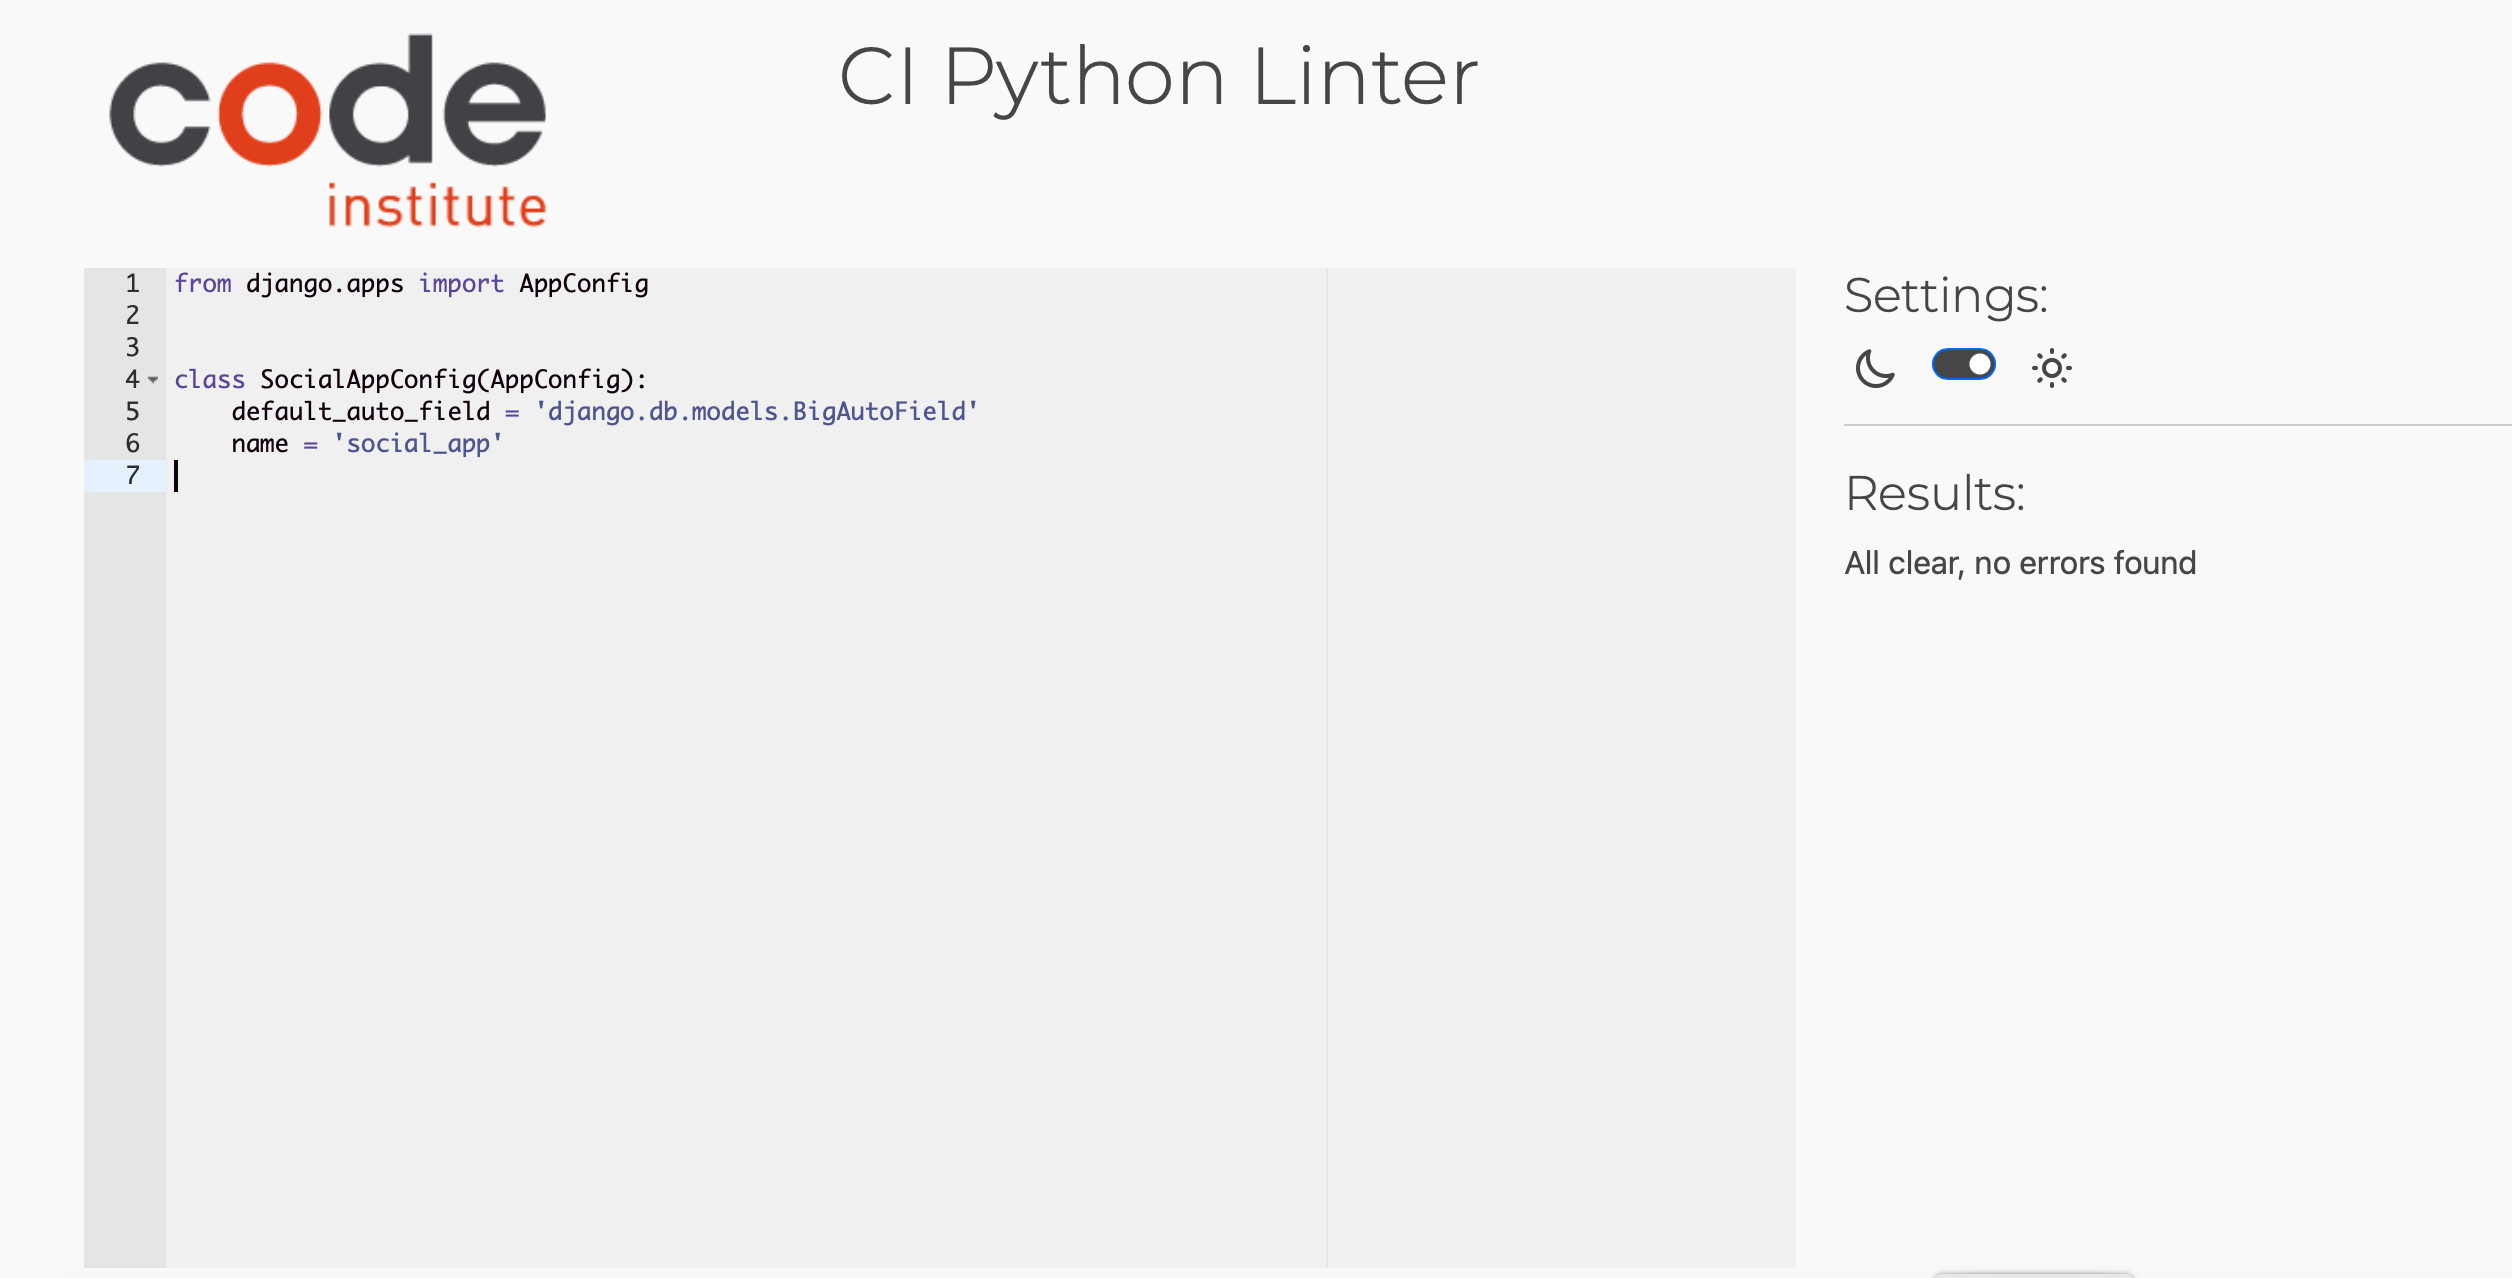 code
institute
CI Python Linter
1 from django.apps import AppConfig
2
3
4 class SocialAppConfig(AppConfig):
5     default_auto_field = 'django.db.models.BigAutoField'
6     name = 'social_app'
7
Settings:
Results:
All clear, no errors found